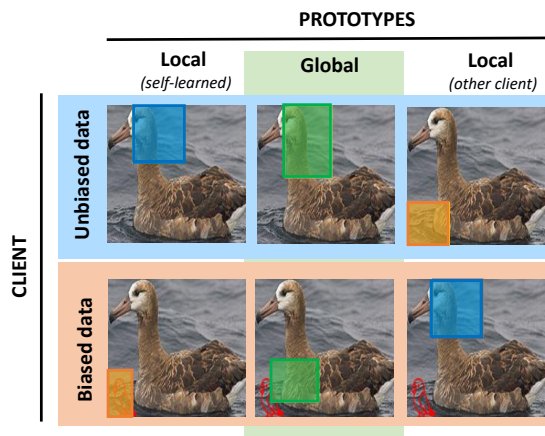 PROTOTYPES
Local
(self-learned)
Global
Local
(other client)
CLIENT
Unbiased data
Biased data